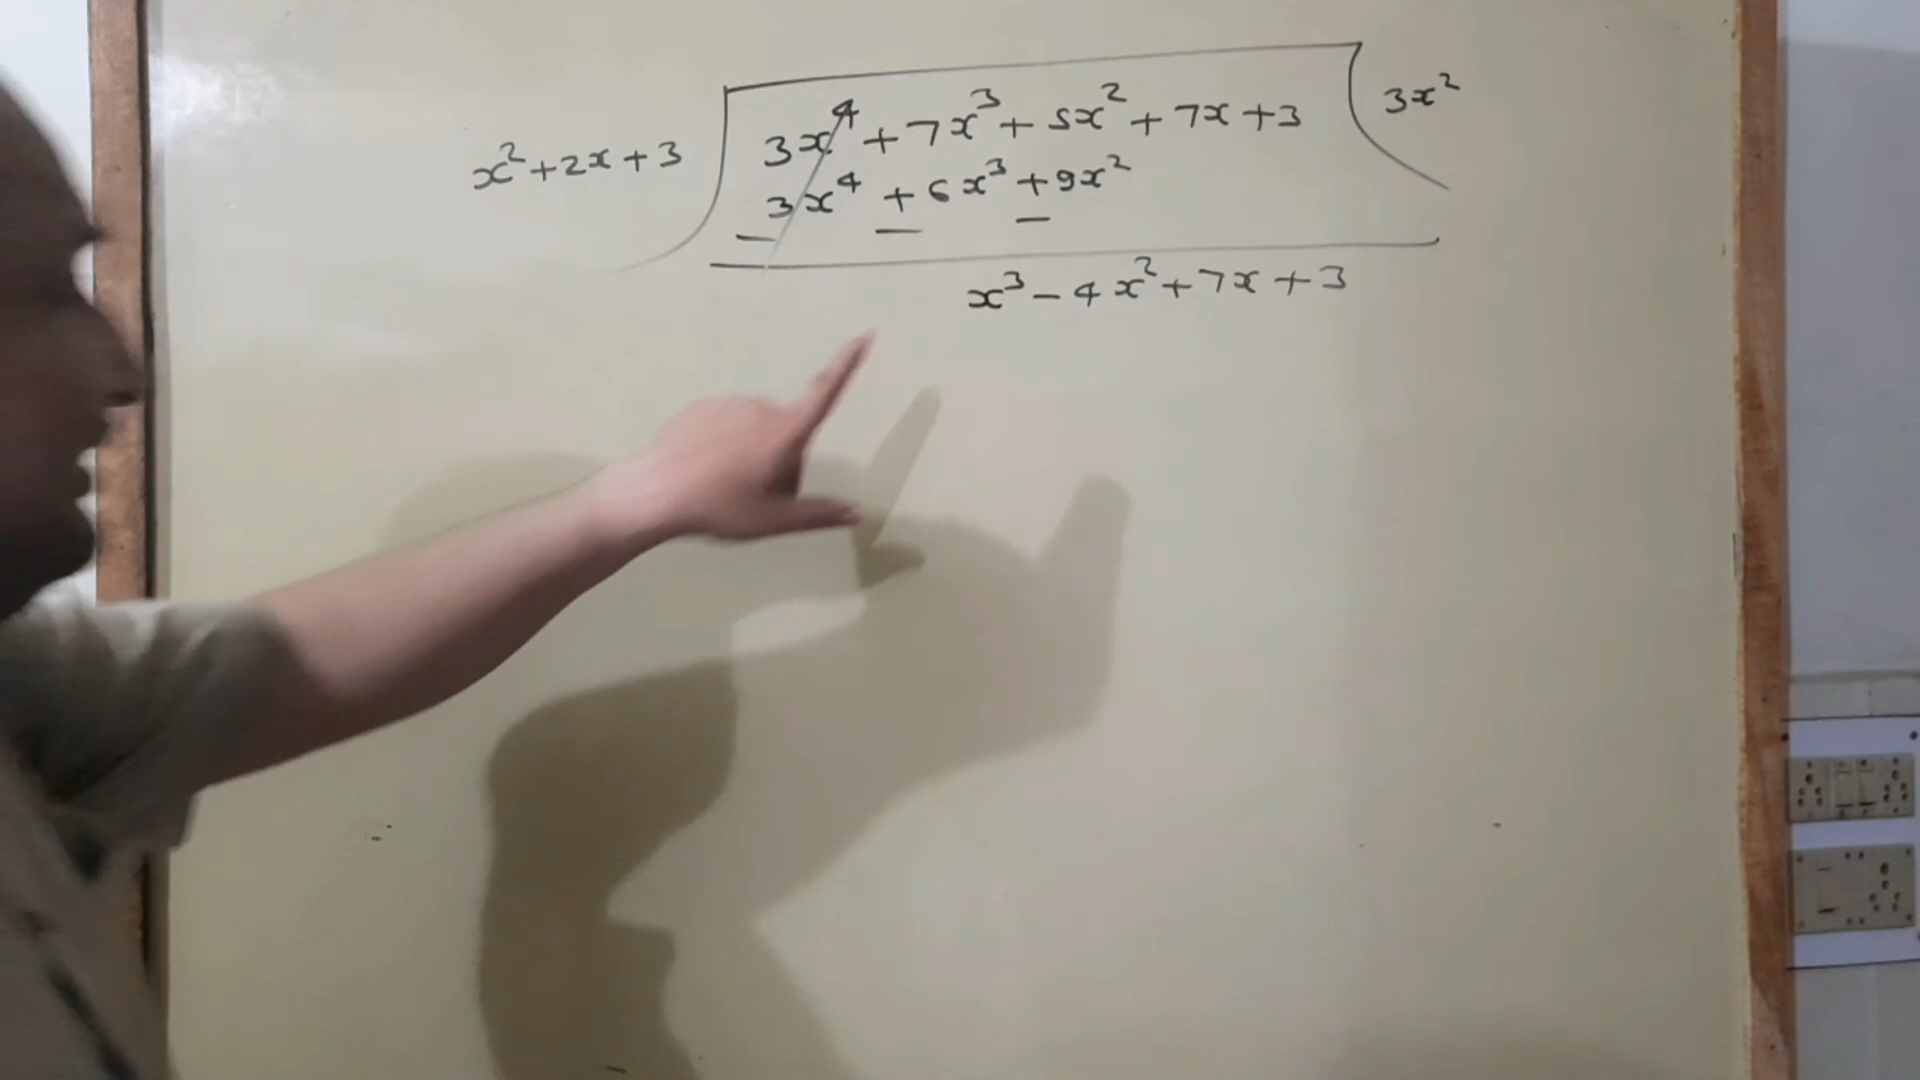 x²+2x+3 3x⁴+7x³+5x²+7x+3 3x²
3x⁴+6x³+9x²
− − −
x³−4x²+7x+3